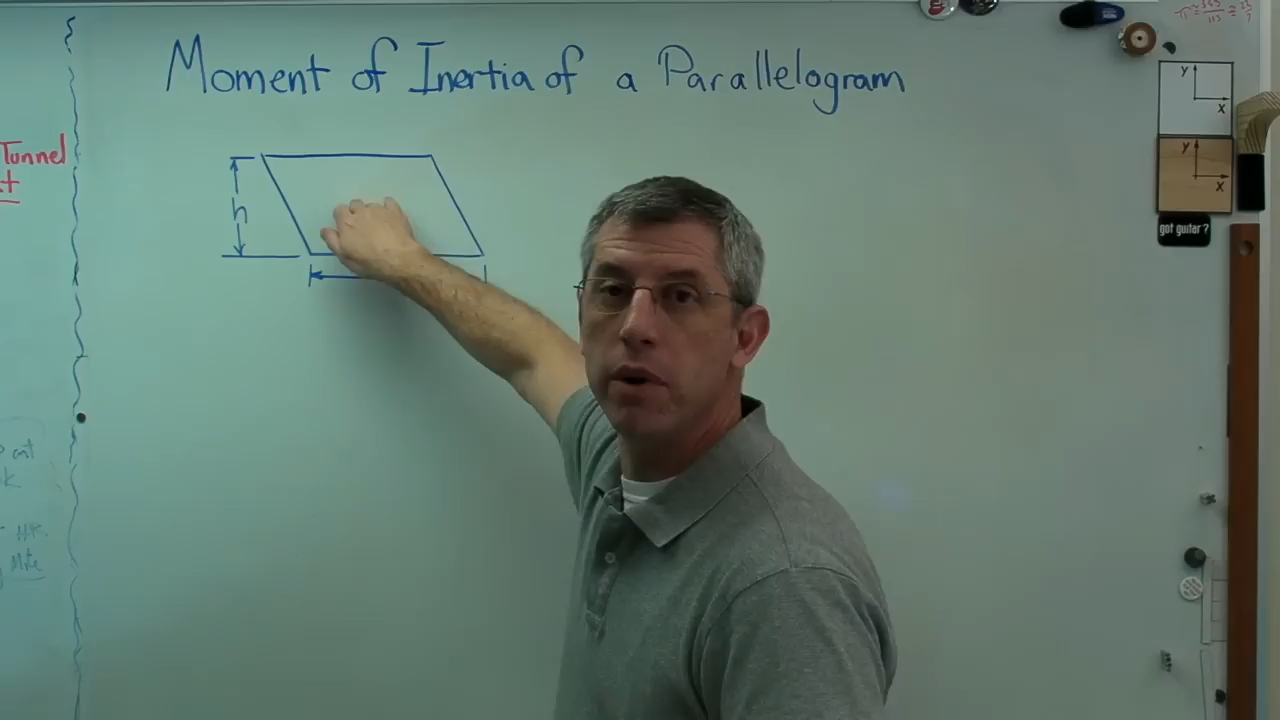 Moment of Inertia of a Parallelogram
h
Tunnel
Y
X
Y
X
got guitar?